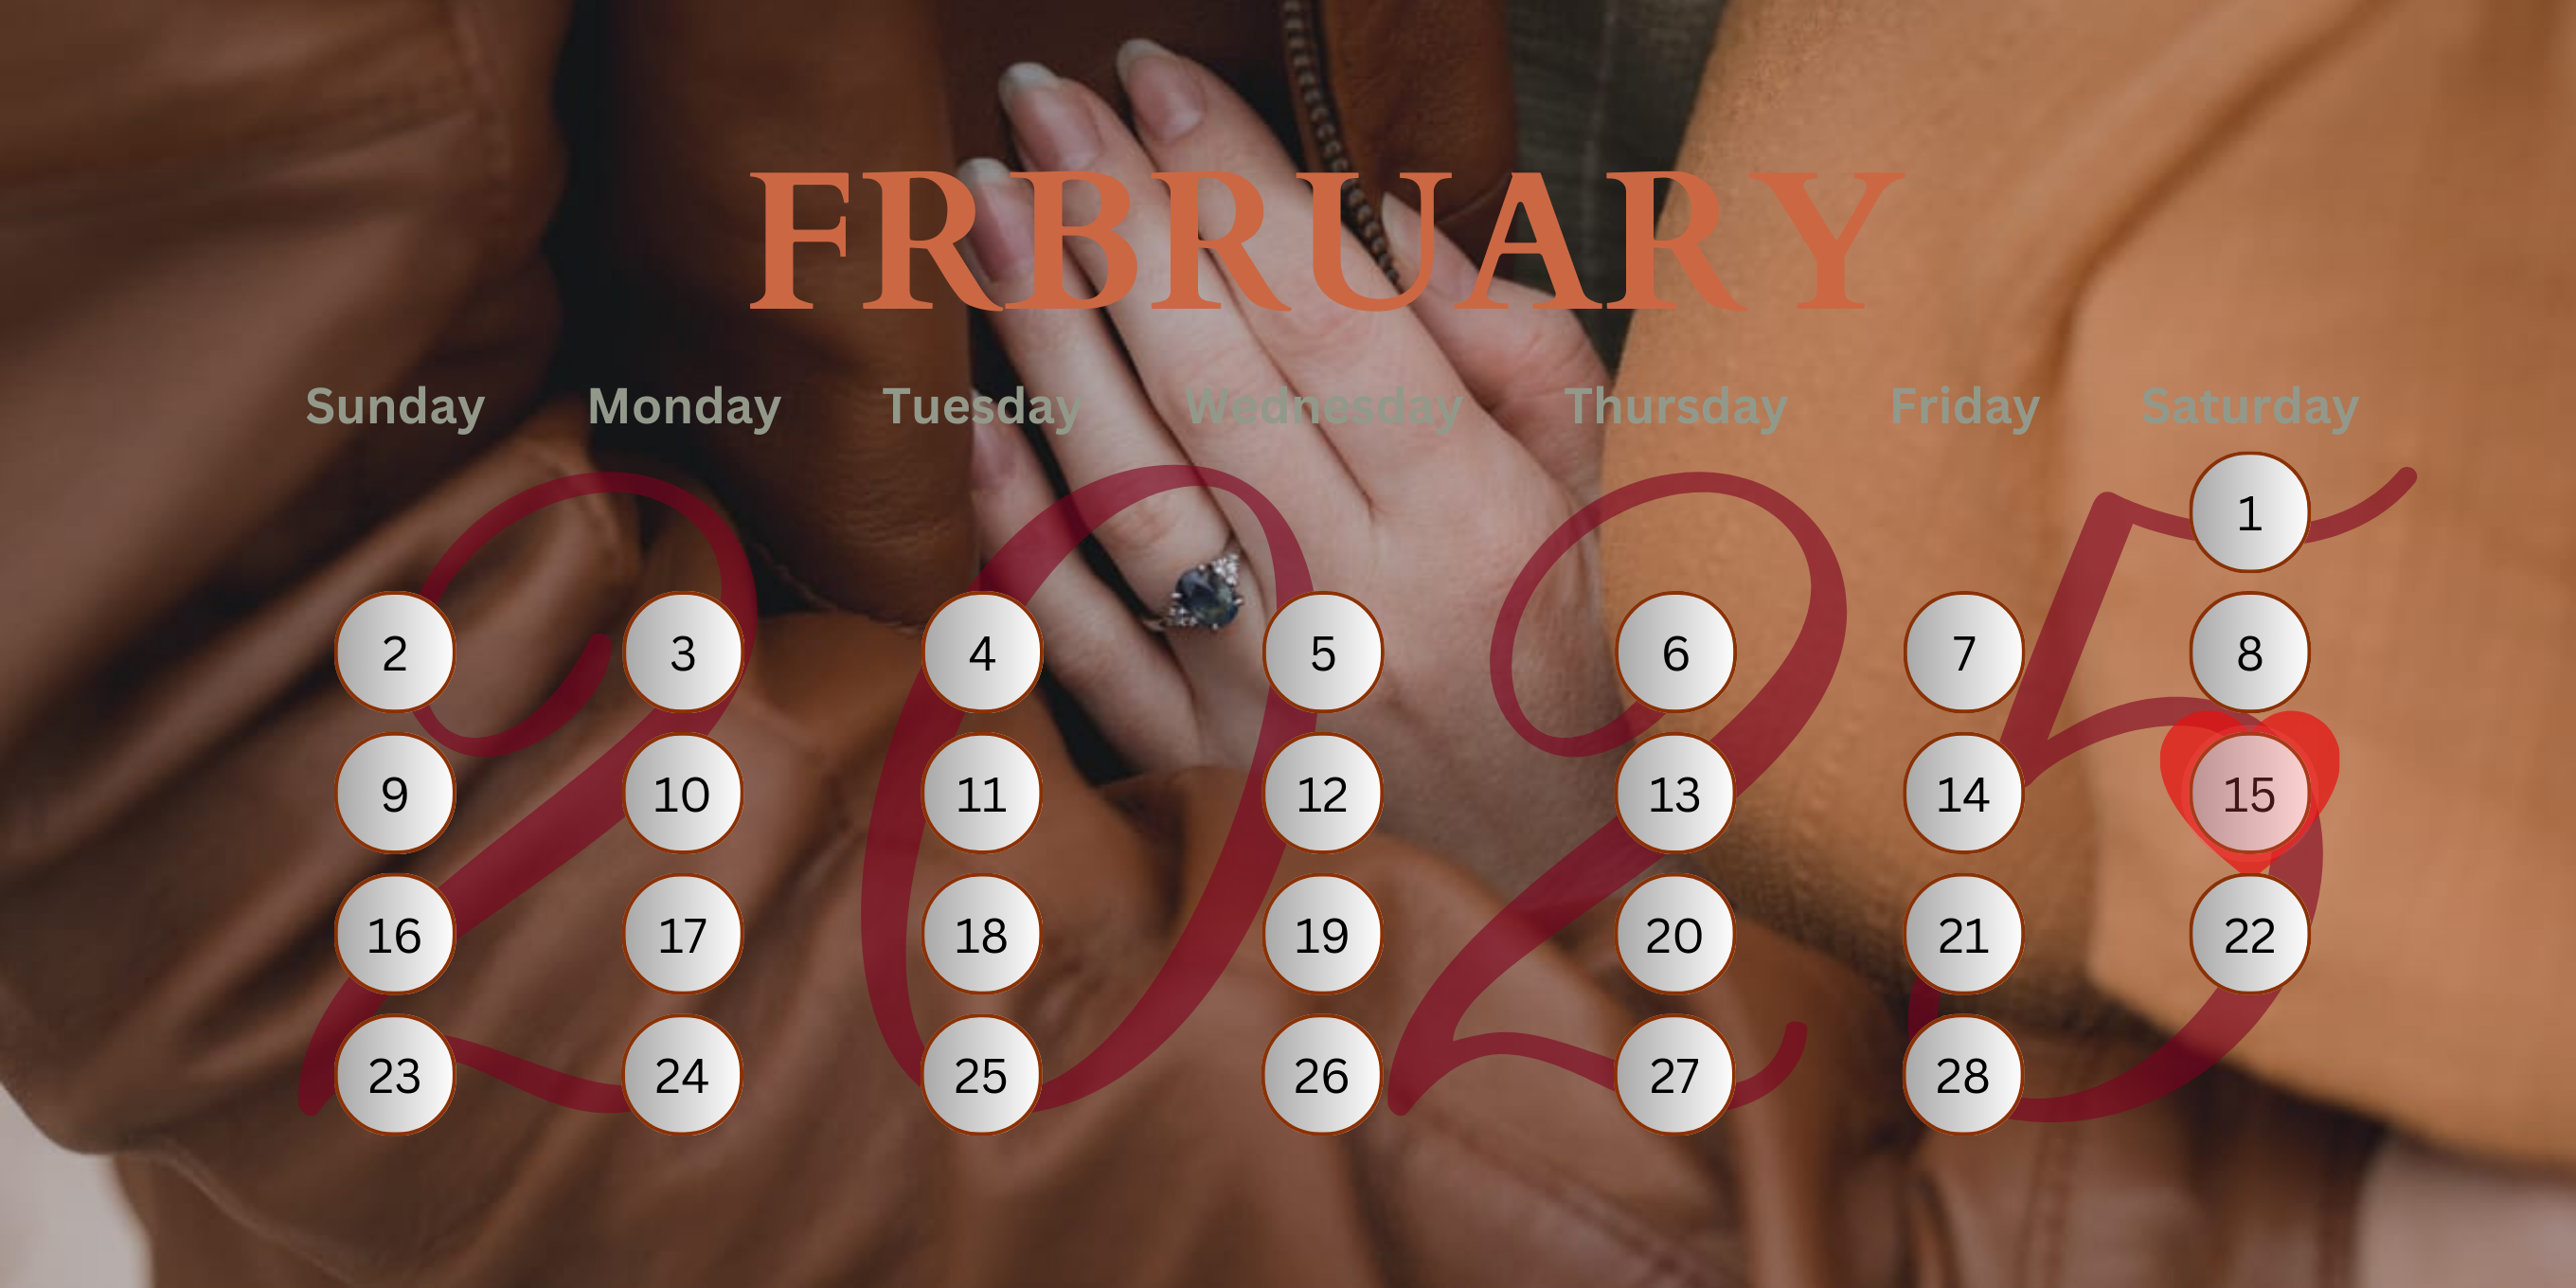 FRBRUARY
Sunday Monday Tuesday Wednesday Thursday Friday Saturday
2025
1
2 3 4 5 6 7 8
9 10 11 12 13 14 15
16 17 18 19 20 21 22
23 24 25 26 27 28